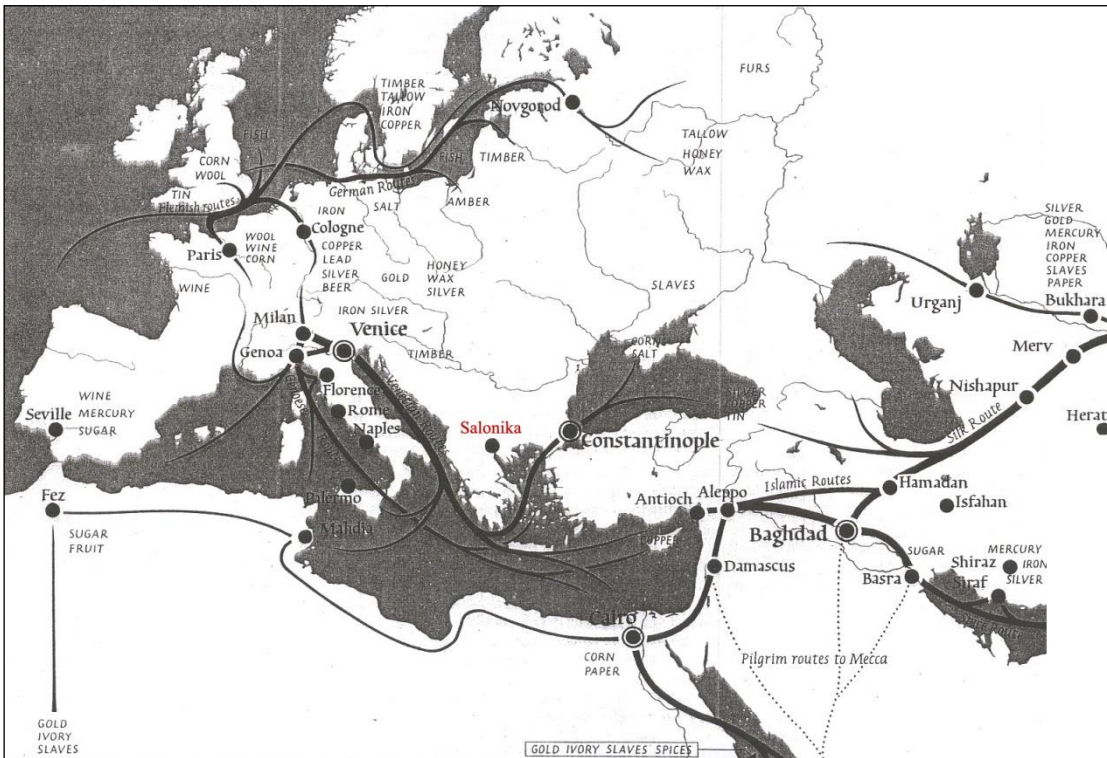 FURS
TIMBER
TALLOW
IRON
COPPER
Novgorod
FISH
TALLOW
HONEY
WAX
CORN
WOOL
FISH
TIMBER
TIN
Flemish routes
German Routes
SALT
AMBER
IRON
Cologne
Paris
WOOL
WINE
CORN
COPPER
LEAD
SILVER
BEER
GOLD
HONEY
WAX
SILVER
WINE
SLAVES
SILVER
GOLD
MERCURY
IRON
COPPER
SLAVES
PAPER
Urganj
Bukhara
IRON SILVER
Milan
Venice
TIMBER
Genoa
CORN
SALT
Merv
Florence
Genoese
Routes
Venetian Routes
Nishapur
WINE
MERCURY
SUGAR
Seville
Rome
Naples
Salonika
Constantinople
TIN
Silk Route
Herat
Palermo
Islamic Routes
Hamadan
Isfahan
Fez
Antioch
Aleppo
SUGAR
FRUIT
Mahdia
COPPER
Baghdad
Damascus
SUGAR
Basra
Shiraz
Siraf
MERCURY
IRON
SILVER
Cairo
CORN
PAPER
Pilgrim routes to Mecca
GOLD
IVORY
SLAVES
GOLD IVORY SLAVES SPICES